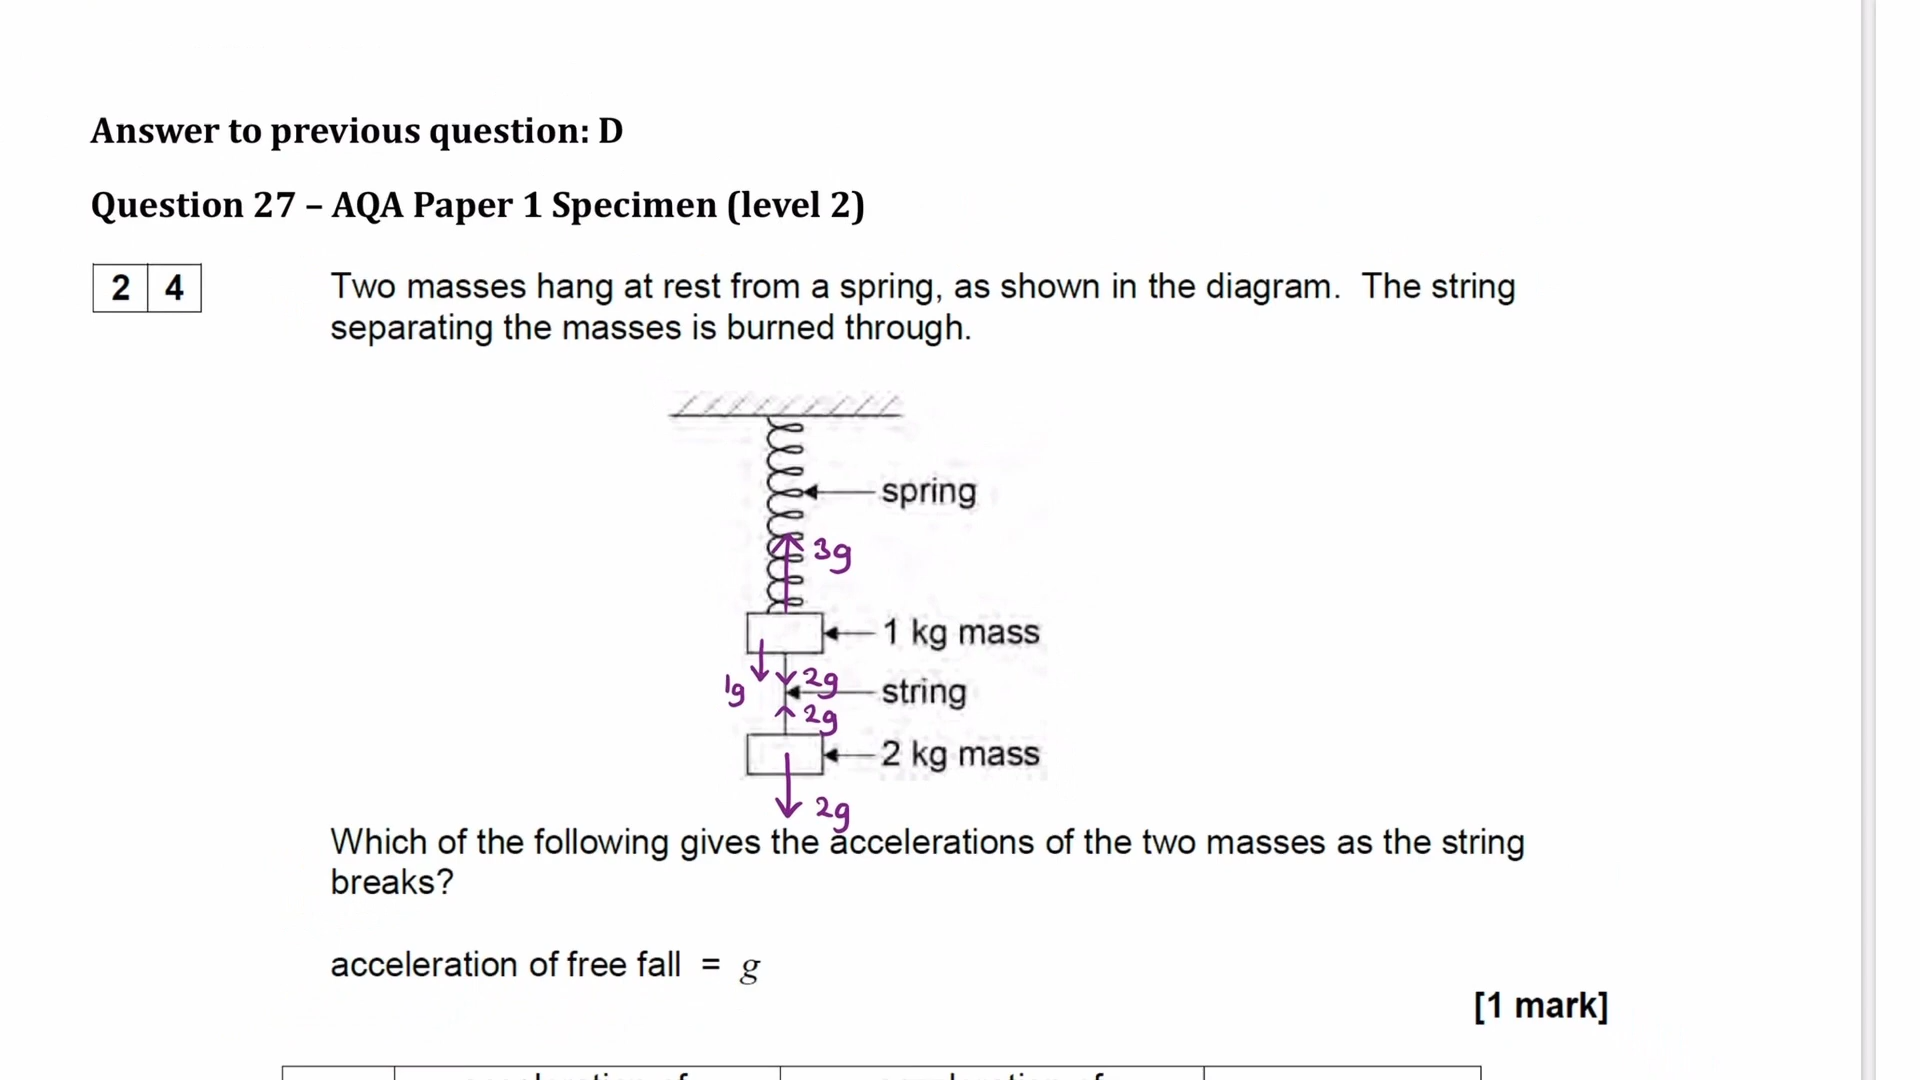 Answer to previous question: D
Question 27 – AQA Paper 1 Specimen (level 2)
2 4
Two masses hang at rest from a spring, as shown in the diagram. The string
separating the masses is burned through.
spring
3g
1 kg mass
1g
2g
string
2g
2 kg mass
2g
Which of the following gives the accelerations of the two masses as the string
breaks?
acceleration of free fall = g
[1 mark]